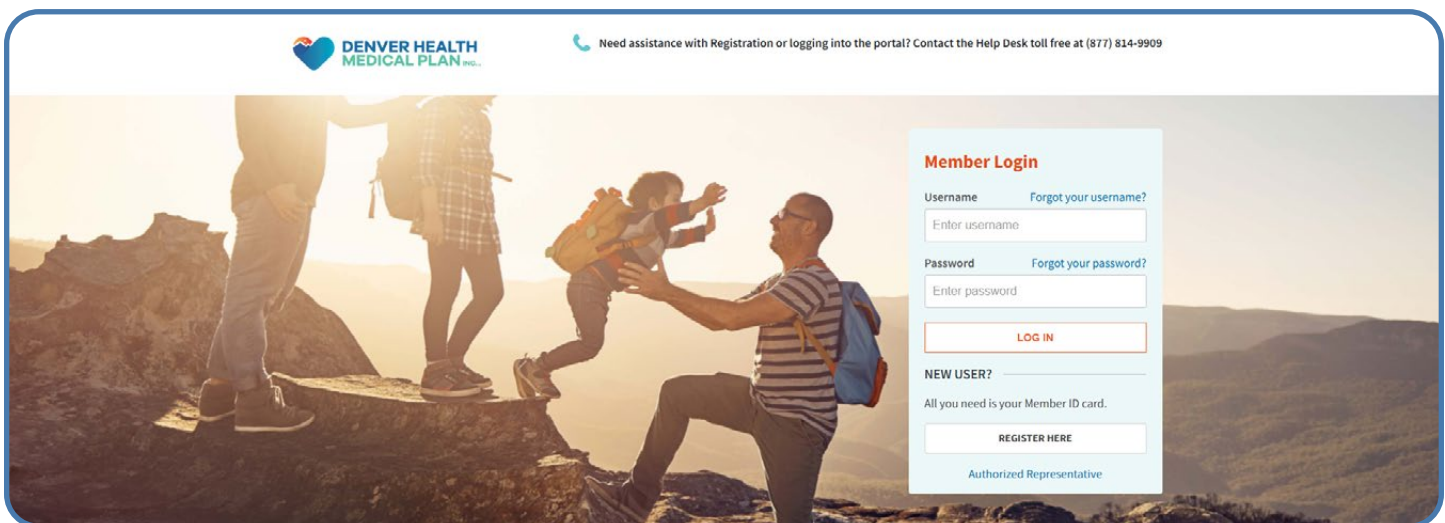 DENVER HEALTH
MEDICAL PLAN INC..
Need assistance with Registration or logging into the portal? Contact the Help Desk toll free at (877) 814-9909
Member Login
Username Forgot your username?
Enter username
Password Forgot your password?
Enter password
LOG IN
NEW USER?
All you need is your Member ID card.
REGISTER HERE
Authorized Representative